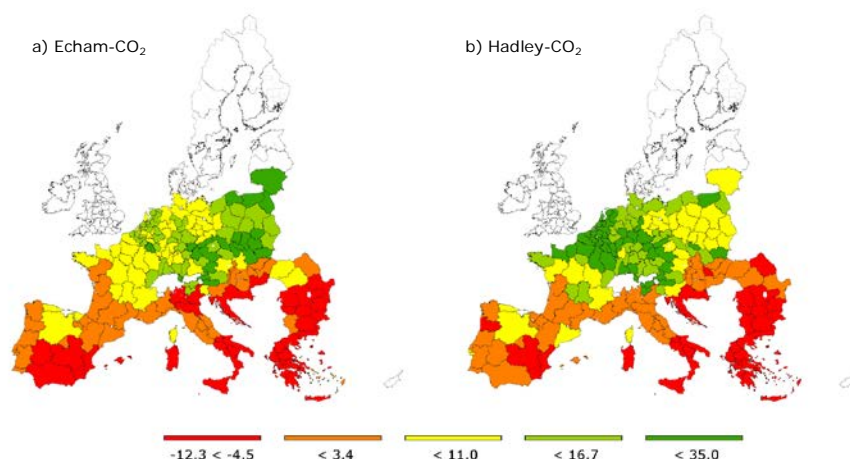 a) Echam-CO₂
b) Hadley-CO₂
-12.3 < -4.5
< 3.4
< 11.0
< 16.7
< 35.0